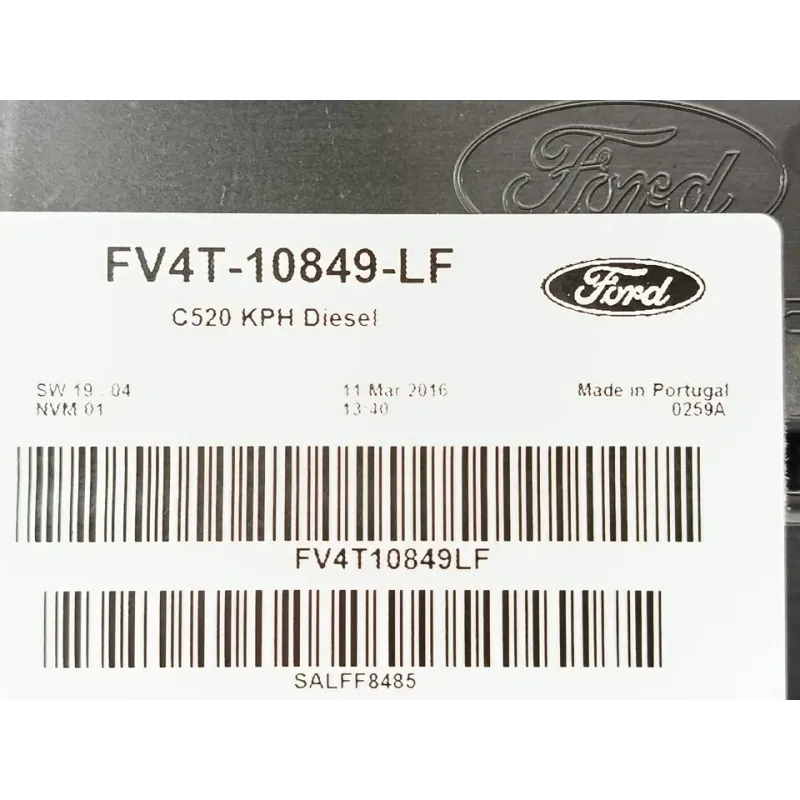 Ford
FV4T-10849-LF
Ford
C520 KPH Diesel
SW 19 . 04
11 Mar 2016
Made in Portugal
NVM 01
13:40
0259A
FV4T10849LF
SALFF8485